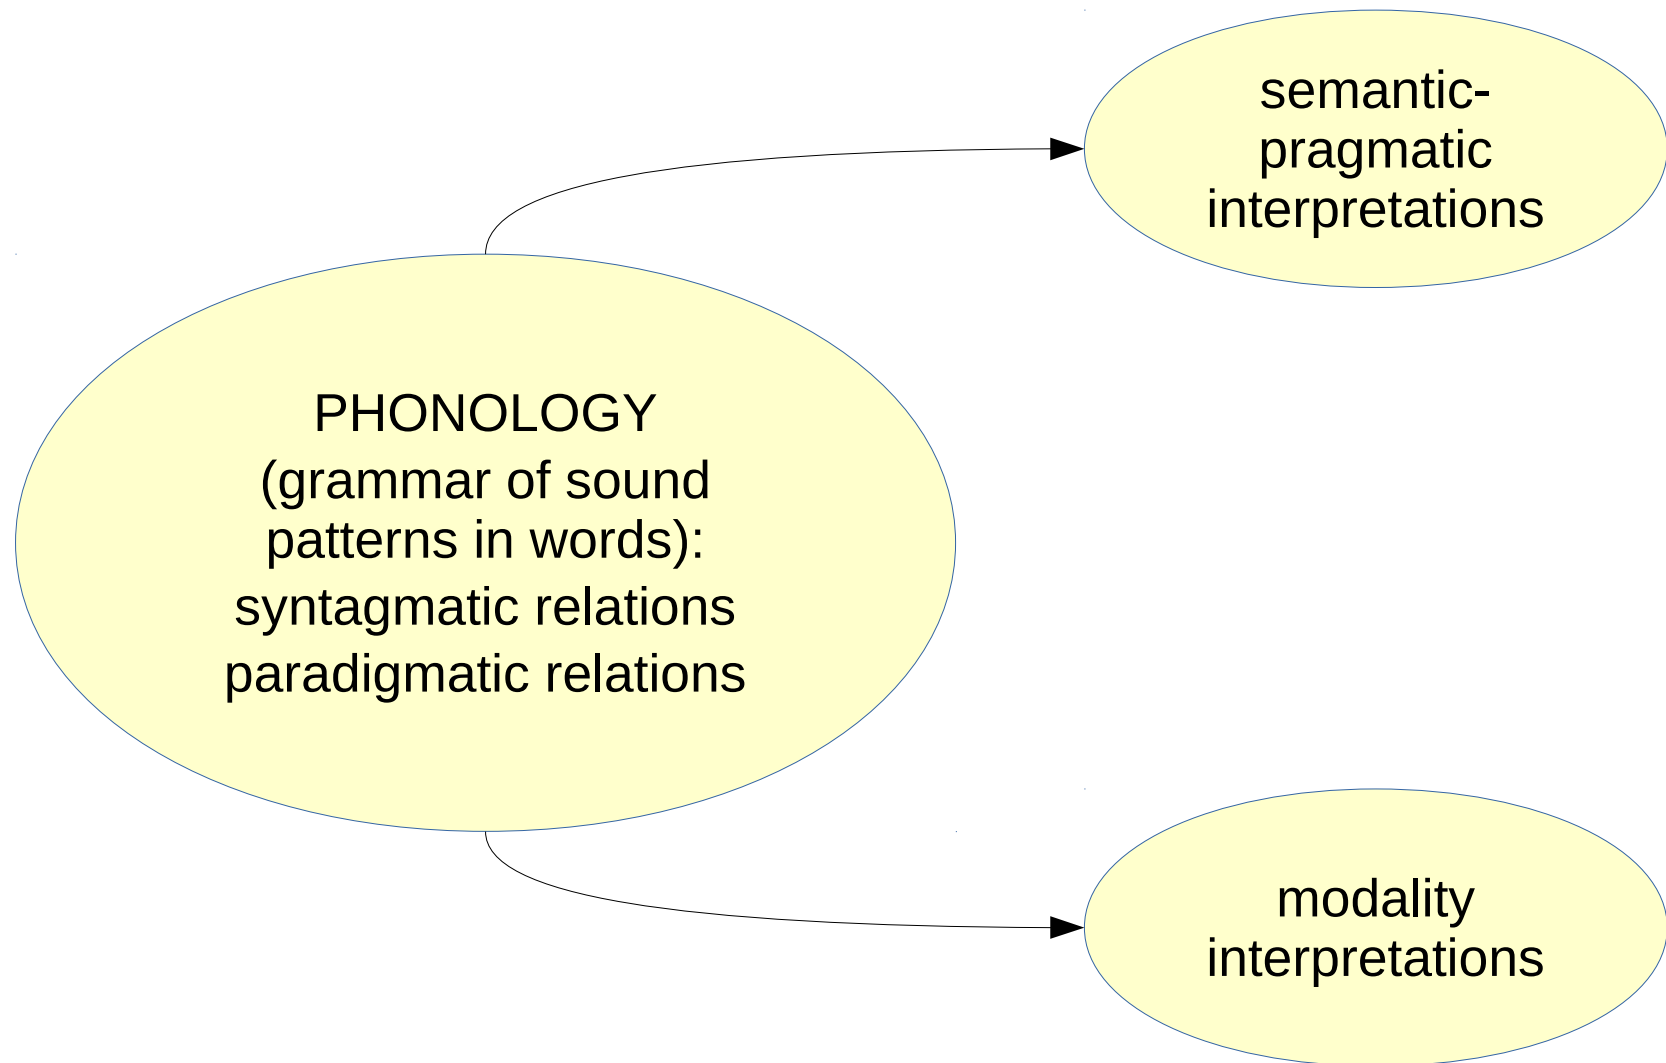 semantic-
pragmatic
interpretations
PHONOLOGY
(grammar of sound
patterns in words):
syntagmatic relations
paradigmatic relations
modality
interpretations